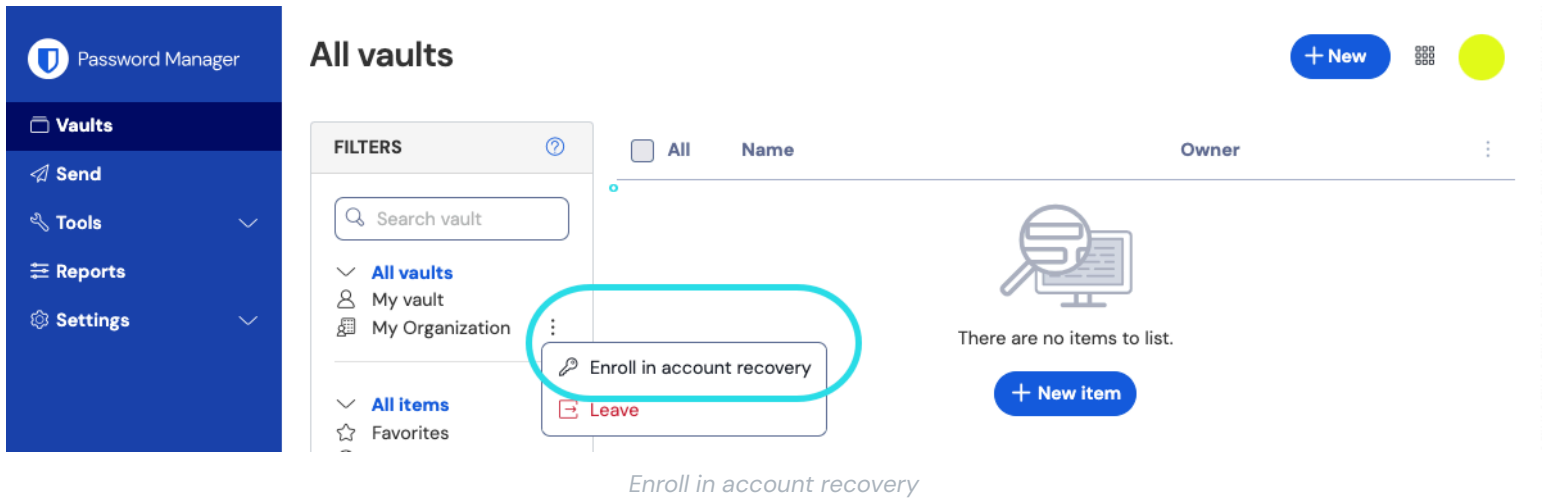 Password Manager
Vaults
Send
Tools
Reports
Settings
All vaults
+ New
FILTERS
Search vault
All vaults
My vault
My Organization
Enroll in account recovery
Leave
All items
Favorites
All Name Owner
There are no items to list.
+ New item
Enroll in account recovery